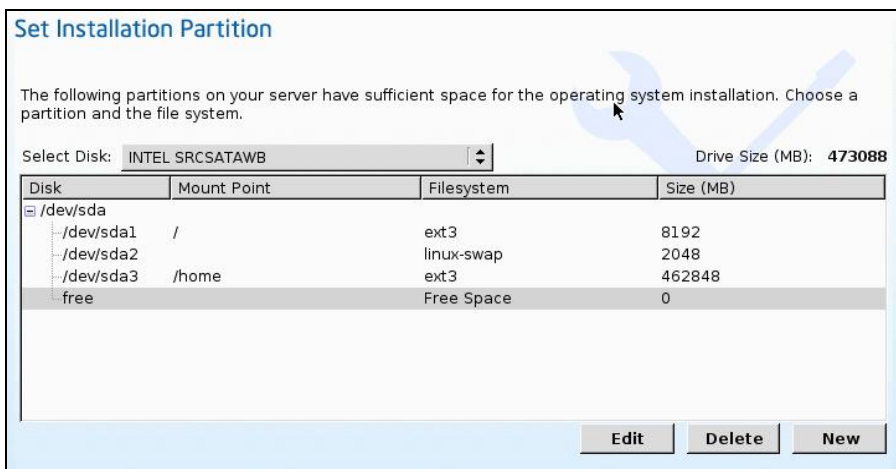 Set Installation Partition
The following partitions on your server have sufficient space for the operating system installation. Choose a
partition and the file system.
Select Disk: INTEL SRCSATAWB Drive Size (MB): 473088
Disk Mount Point Filesystem Size (MB)
/dev/sda
/dev/sda1 / ext3 8192
/dev/sda2 linux-swap 2048
/dev/sda3 /home ext3 462848
free Free Space 0
Edit Delete New